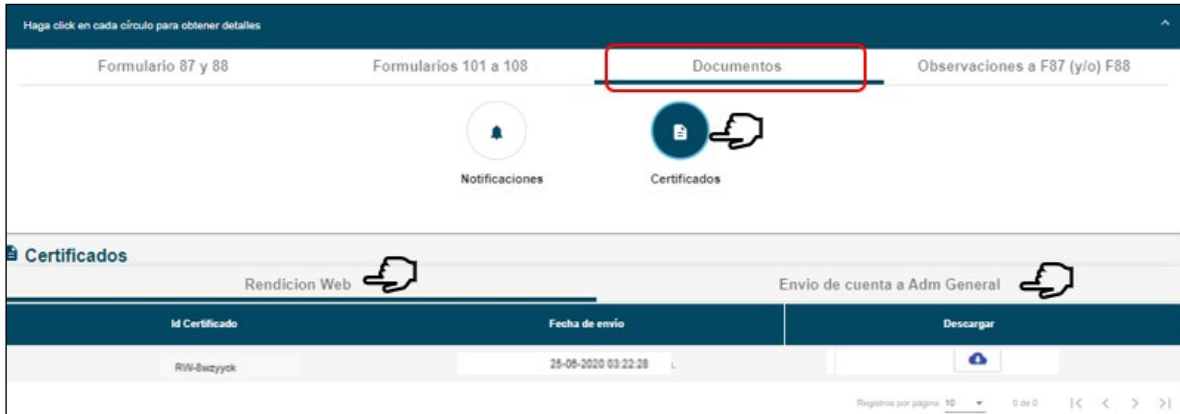 Haga click en cada círculo para obtener detalles
Formulario 87 y 88 Formularios 101 a 108 Documentos Observaciones a F87 (y/o) F88
Notificaciones Certificados
Certificados
Rendicion Web Envio de cuenta a Adm General
Id Certificado Fecha de envío Descargar
RW-8wzyyck 25-06-2020 03:22:28
Registros por página 10 0 de 0